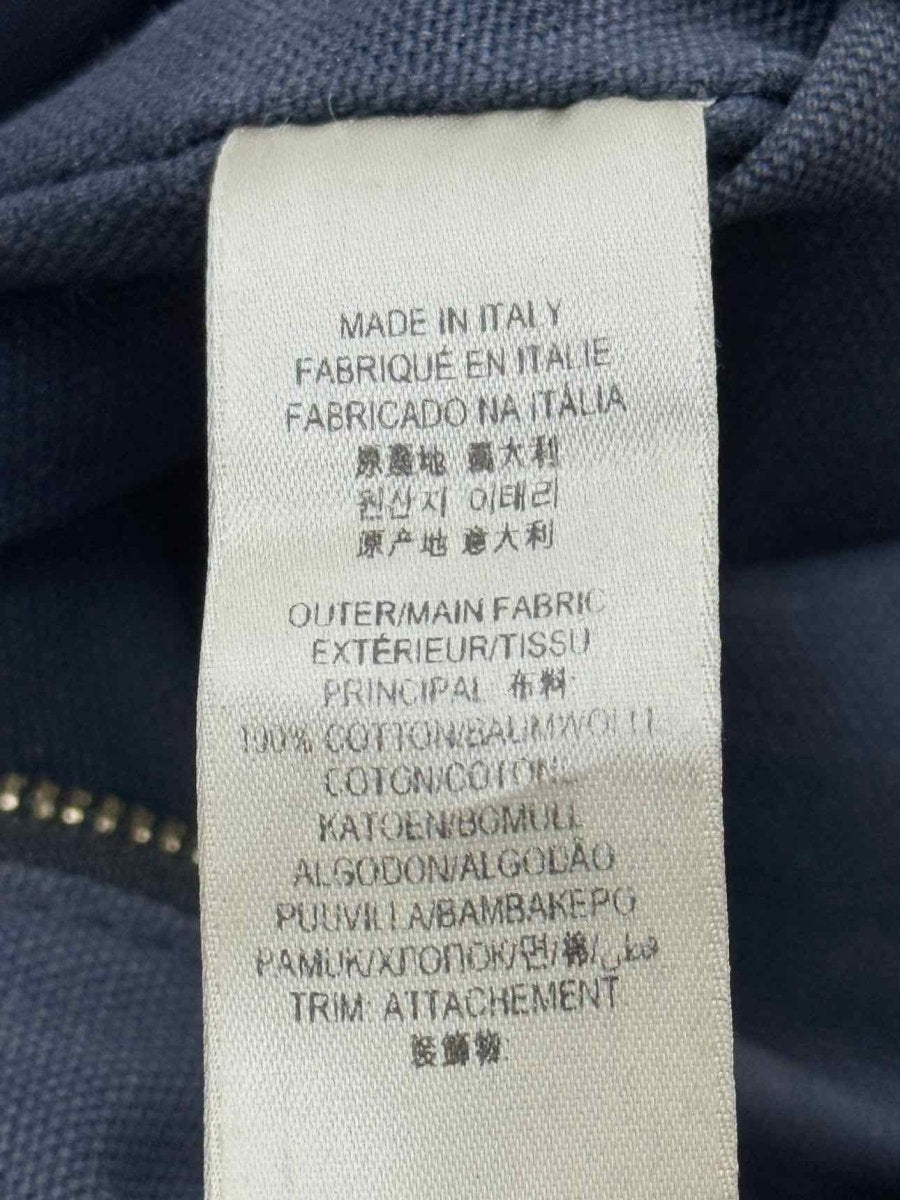 MADE IN ITALY
FABRIQUÉ EN ITALIE
FABRICADO NA ITÁLIA
原產地 義大利
원산지 이태리
原产地 意大利
OUTER/MAIN FABRIC
EXTÉRIEUR/TISSU
PRINCIPAL 布料:
100% COTTON/BAUMWOLLE
COTON/COTONE
KATOEN/BOMULL
ALGODON/ALGODÃO
PUUVILLA/BAMBAKEPO
PAMUK/ХЛОПОК/면/棉/قطن
TRIM: ATTACHEMENT
裝飾物: